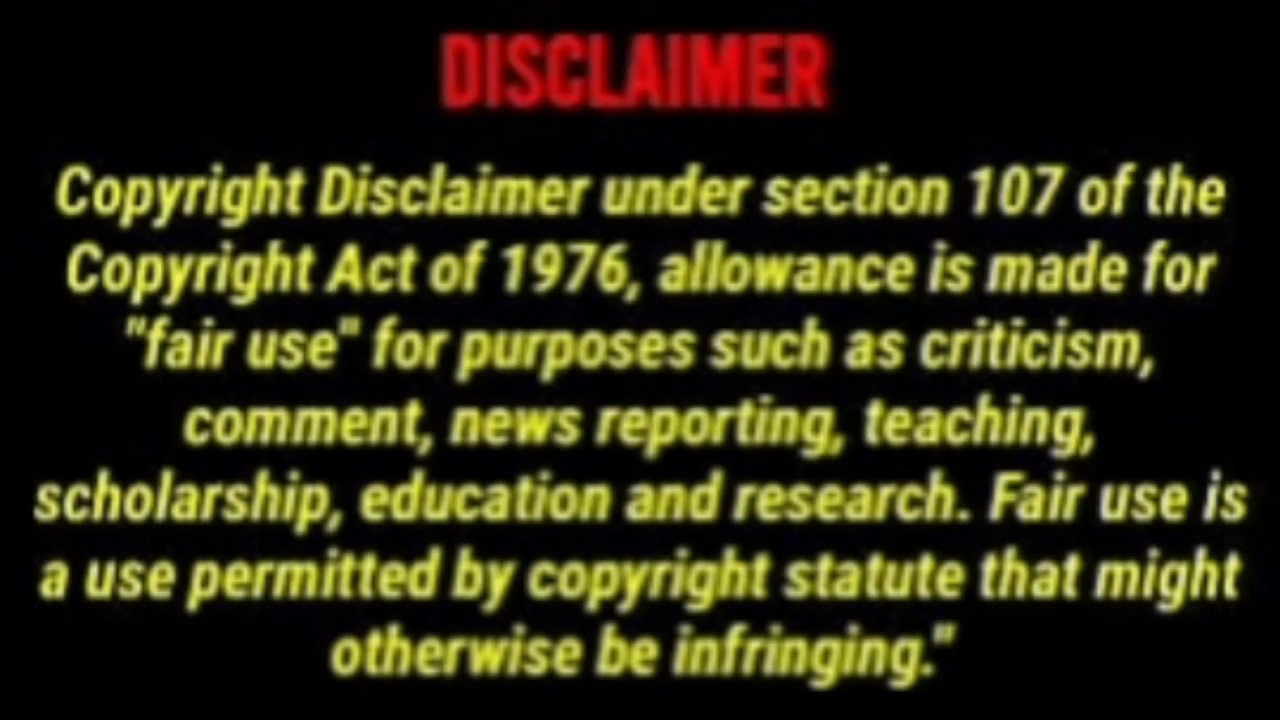 DISCLAIMER
Copyright Disclaimer under section 107 of the
Copyright Act of 1976, allowance is made for
"fair use" for purposes such as criticism,
comment, news reporting, teaching,
scholarship, education and research. Fair use is
a use permitted by copyright statute that might
otherwise be infringing."